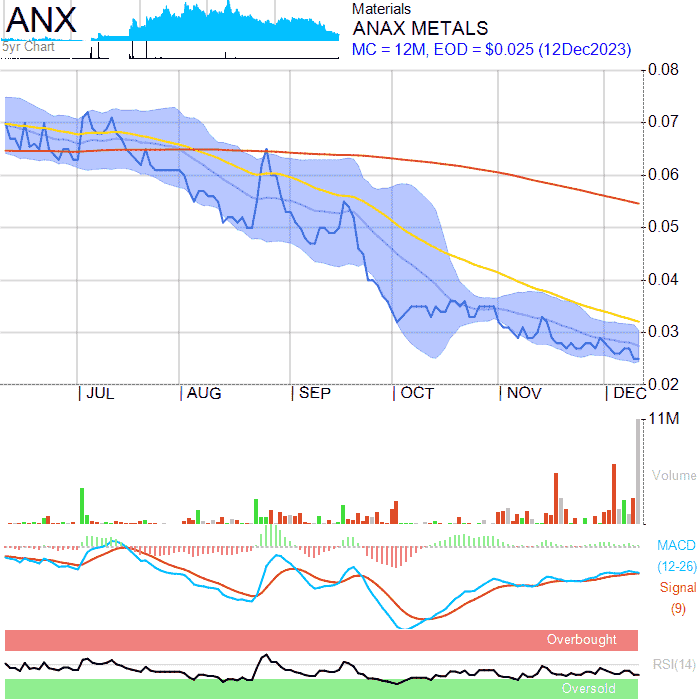 ANX
5yr Chart
Materials
ANAX METALS
MC = 12M, EOD = $0.025 (12Dec2023)
0.08
0.07
0.06
0.05
0.04
0.03
0.02
JUL AUG SEP OCT NOV DEC
11M
Volume
MACD
(12-26)
Signal
(9)
Overbought
RSI(14)
Oversold